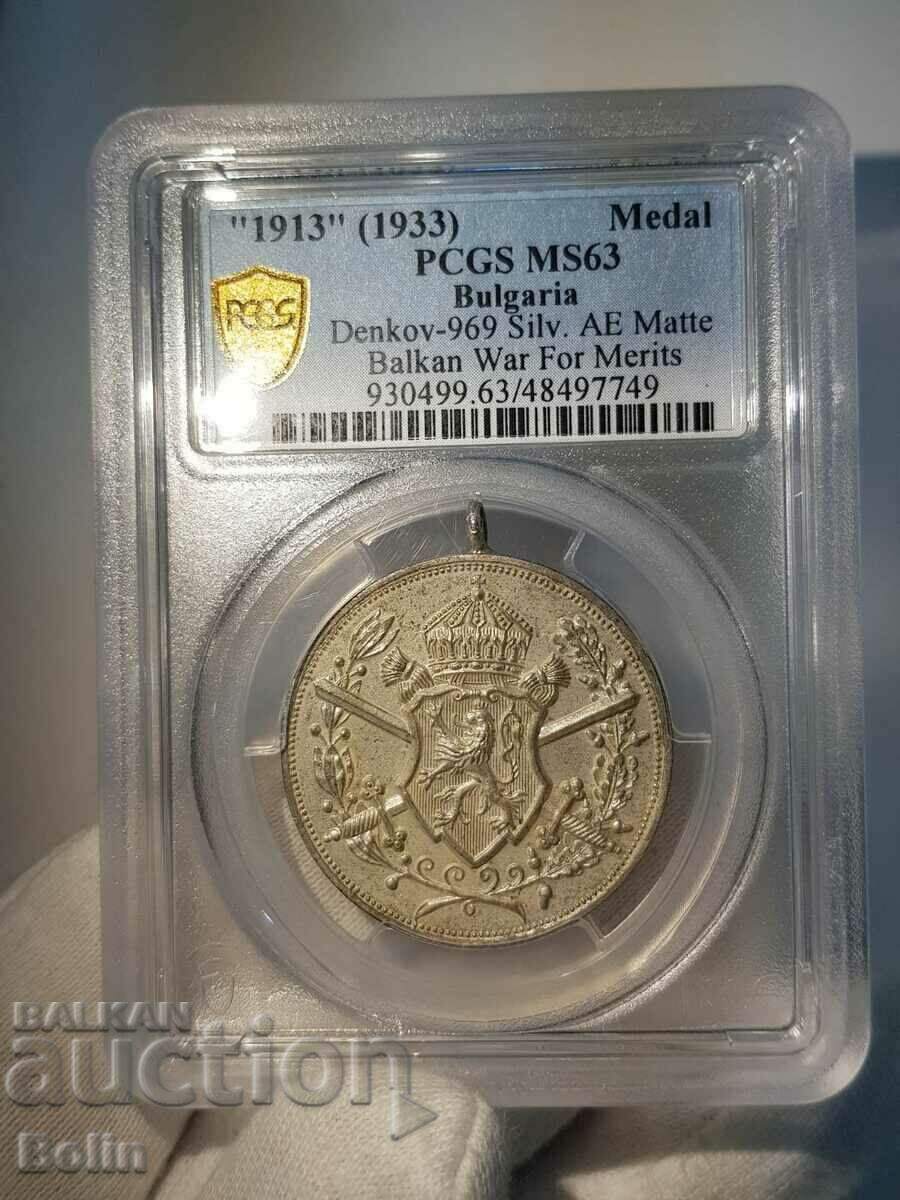 "1913" (1933) Medal
PCGS MS63
Bulgaria
Denkov-969 Silv. AE Matte
Balkan War For Merits
930499.63/48497749
PCGS
BALKAN
auction
Bolin